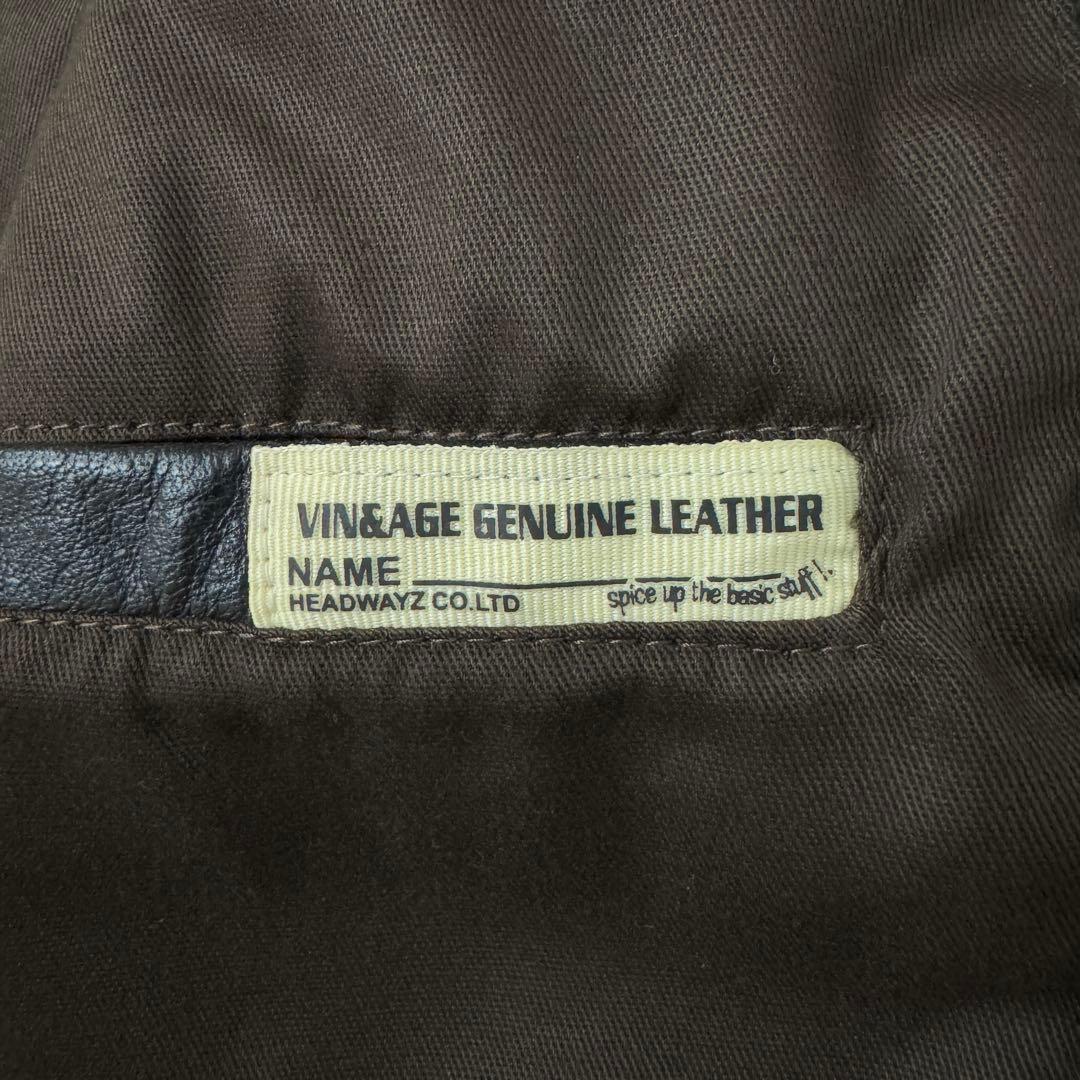 VIN&AGE GENUINE LEATHER
NAME
HEADWAYZ CO.LTD
spice up the basic stuff!.